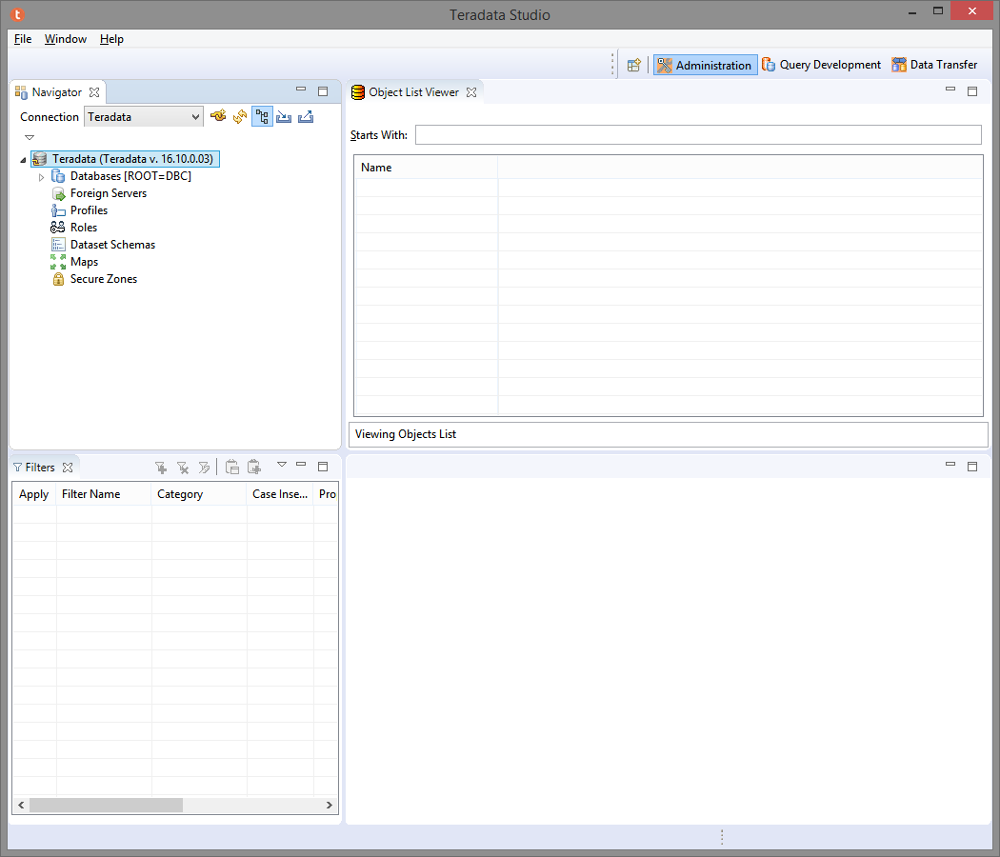 Teradata Studio
File Window Help
Administration Query Development Data Transfer
Navigator
Connection Teradata
Teradata (Teradata v. 16.10.0.03)
Databases [ROOT=DBC]
Foreign Servers
Profiles
Roles
Dataset Schemas
Maps
Secure Zones
Object List Viewer
Starts With:
Name
Viewing Objects List
Filters
Apply Filter Name Category Case Inse... Pro